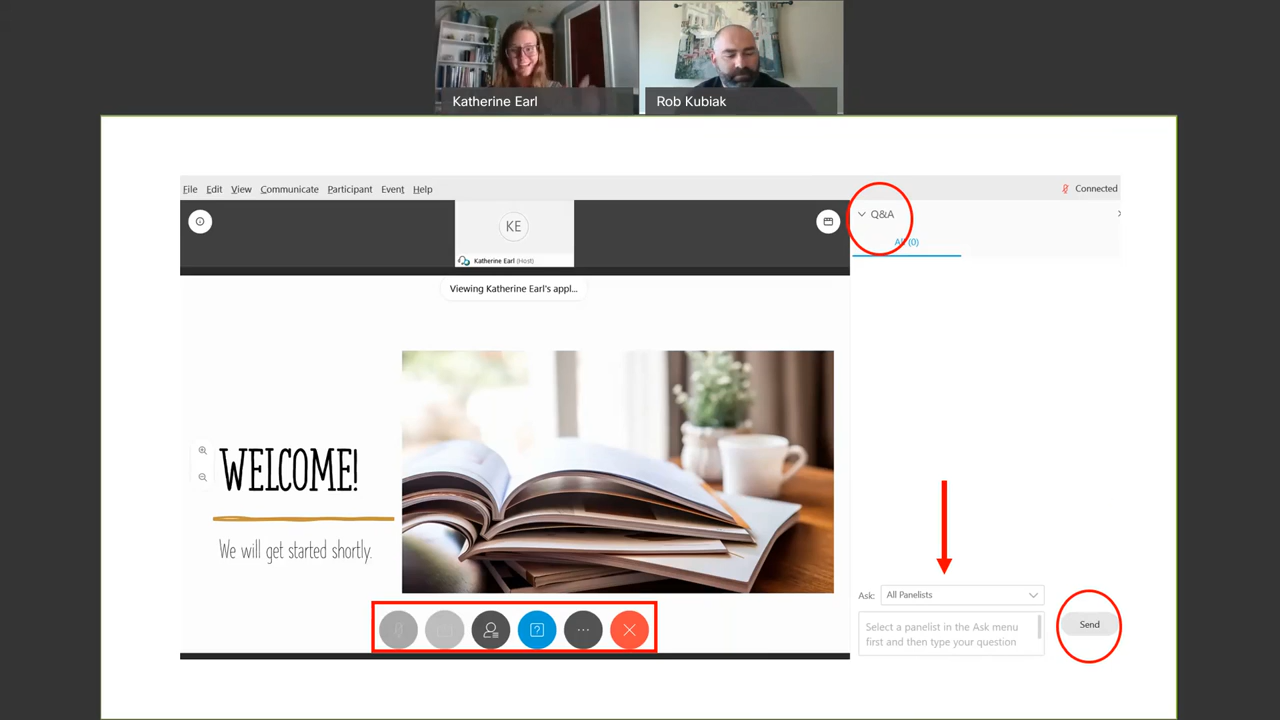 Katherine Earl
Rob Kubiak
File Edit View Communicate Participant Event Help
Connected
KE
Katherine Earl (Host)
Viewing Katherine Earl's appl...
Q&A
All (0)
WELCOME!
We will get started shortly.
Ask: All Panelists
Select a panelist in the Ask menu
first and then type your question
Send